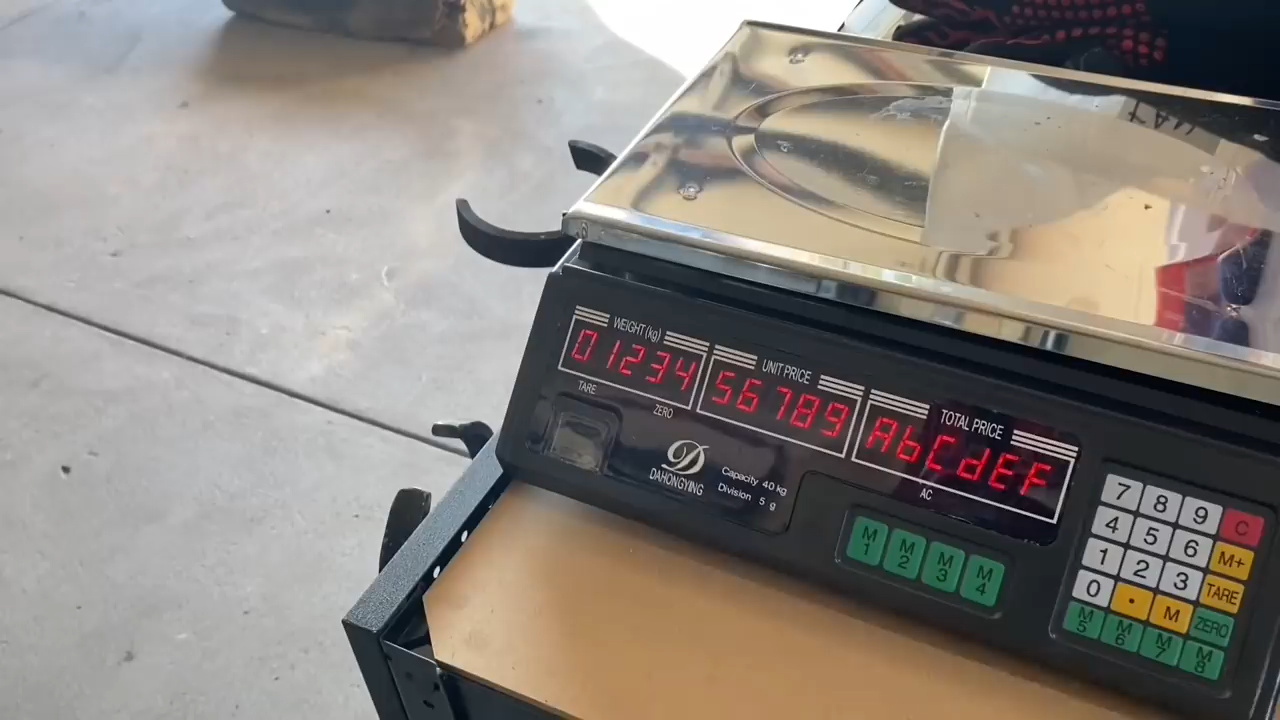 WEIGHT (kg)
01234
UNIT PRICE
56789
TOTAL PRICE
AbCdEF
TARE
ZERO
AC
D
DAHONGYING
Capacity 40 kg
Division 5 g
M1 M2 M3 M4
7 8 9 C
4 5 6 M+
1 2 3 TARE
0 . M ZERO
M5 M6 M7 M8